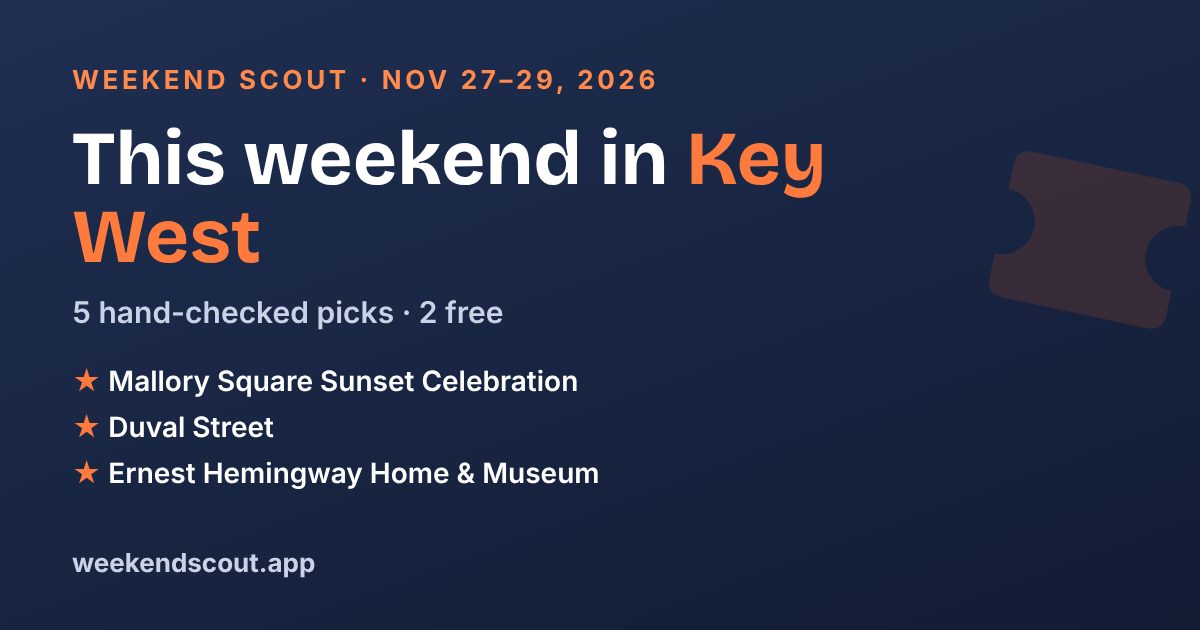 WEEKEND SCOUT · NOV 27–29, 2026
This weekend in Key
West
5 hand-checked picks · 2 free
★ Mallory Square Sunset Celebration
★ Duval Street
★ Ernest Hemingway Home & Museum
weekendscout.app